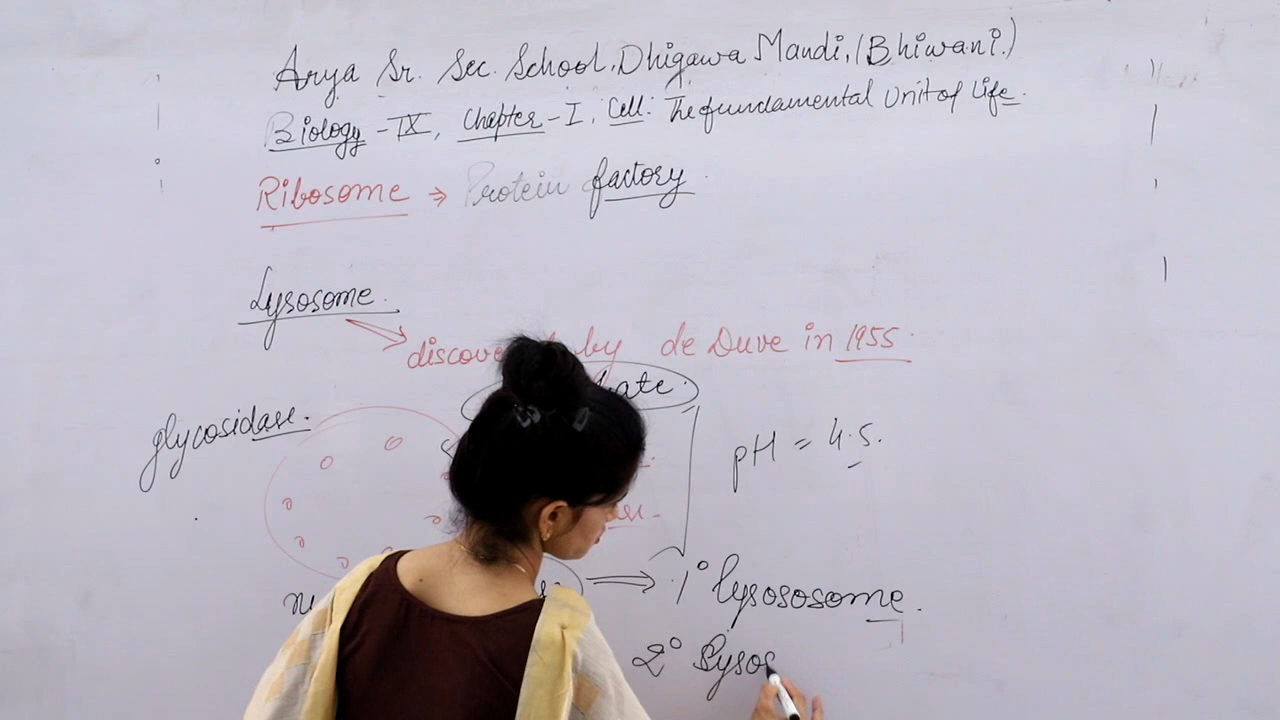 Arya Sr. Sec. School, Dhigawa Mandi, (Bhiwani.)
Biology - IX, Chapter - I, Cell: The fundamental Unit of Life.
Ribosome → Protein factory.
Lysosome.
by de Duve in 1955.
glycosidase.
pH = 4.5.
⇒ 1° lysososome.
2° Lysos